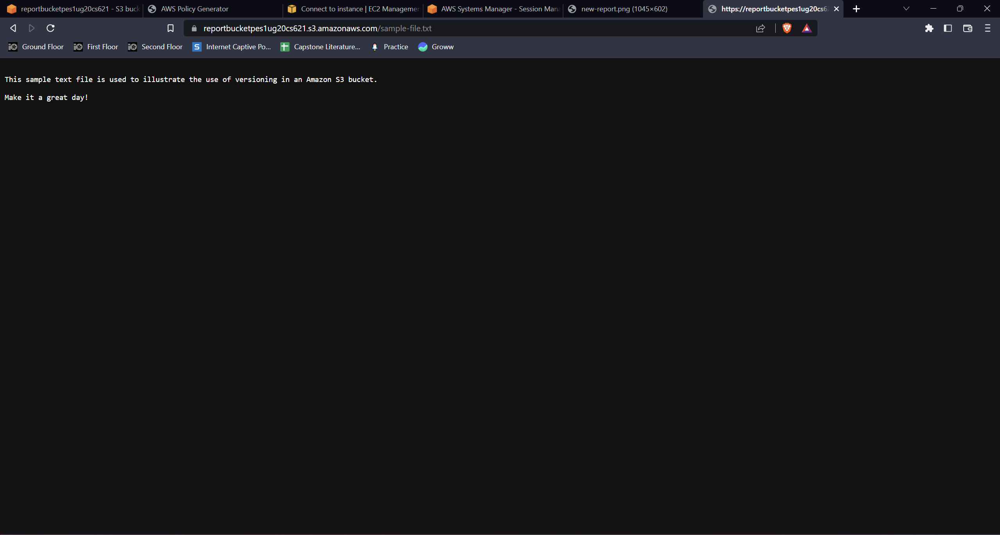 reportbucketpes1ug20cs621 - S3 buck
AWS Policy Generator
Connect to instance | EC2 Managemen
AWS Systems Manager - Session Mana
new-report.png (1045×602)
https://reportbucketpes1ug20cs62
reportbucketpes1ug20cs621.s3.amazonaws.com/sample-file.txt
Ground Floor
First Floor
Second Floor
Internet Captive Po...
Capstone Literature...
Practice
Groww
This sample text file is used to illustrate the use of versioning in an Amazon S3 bucket.
Make it a great day!